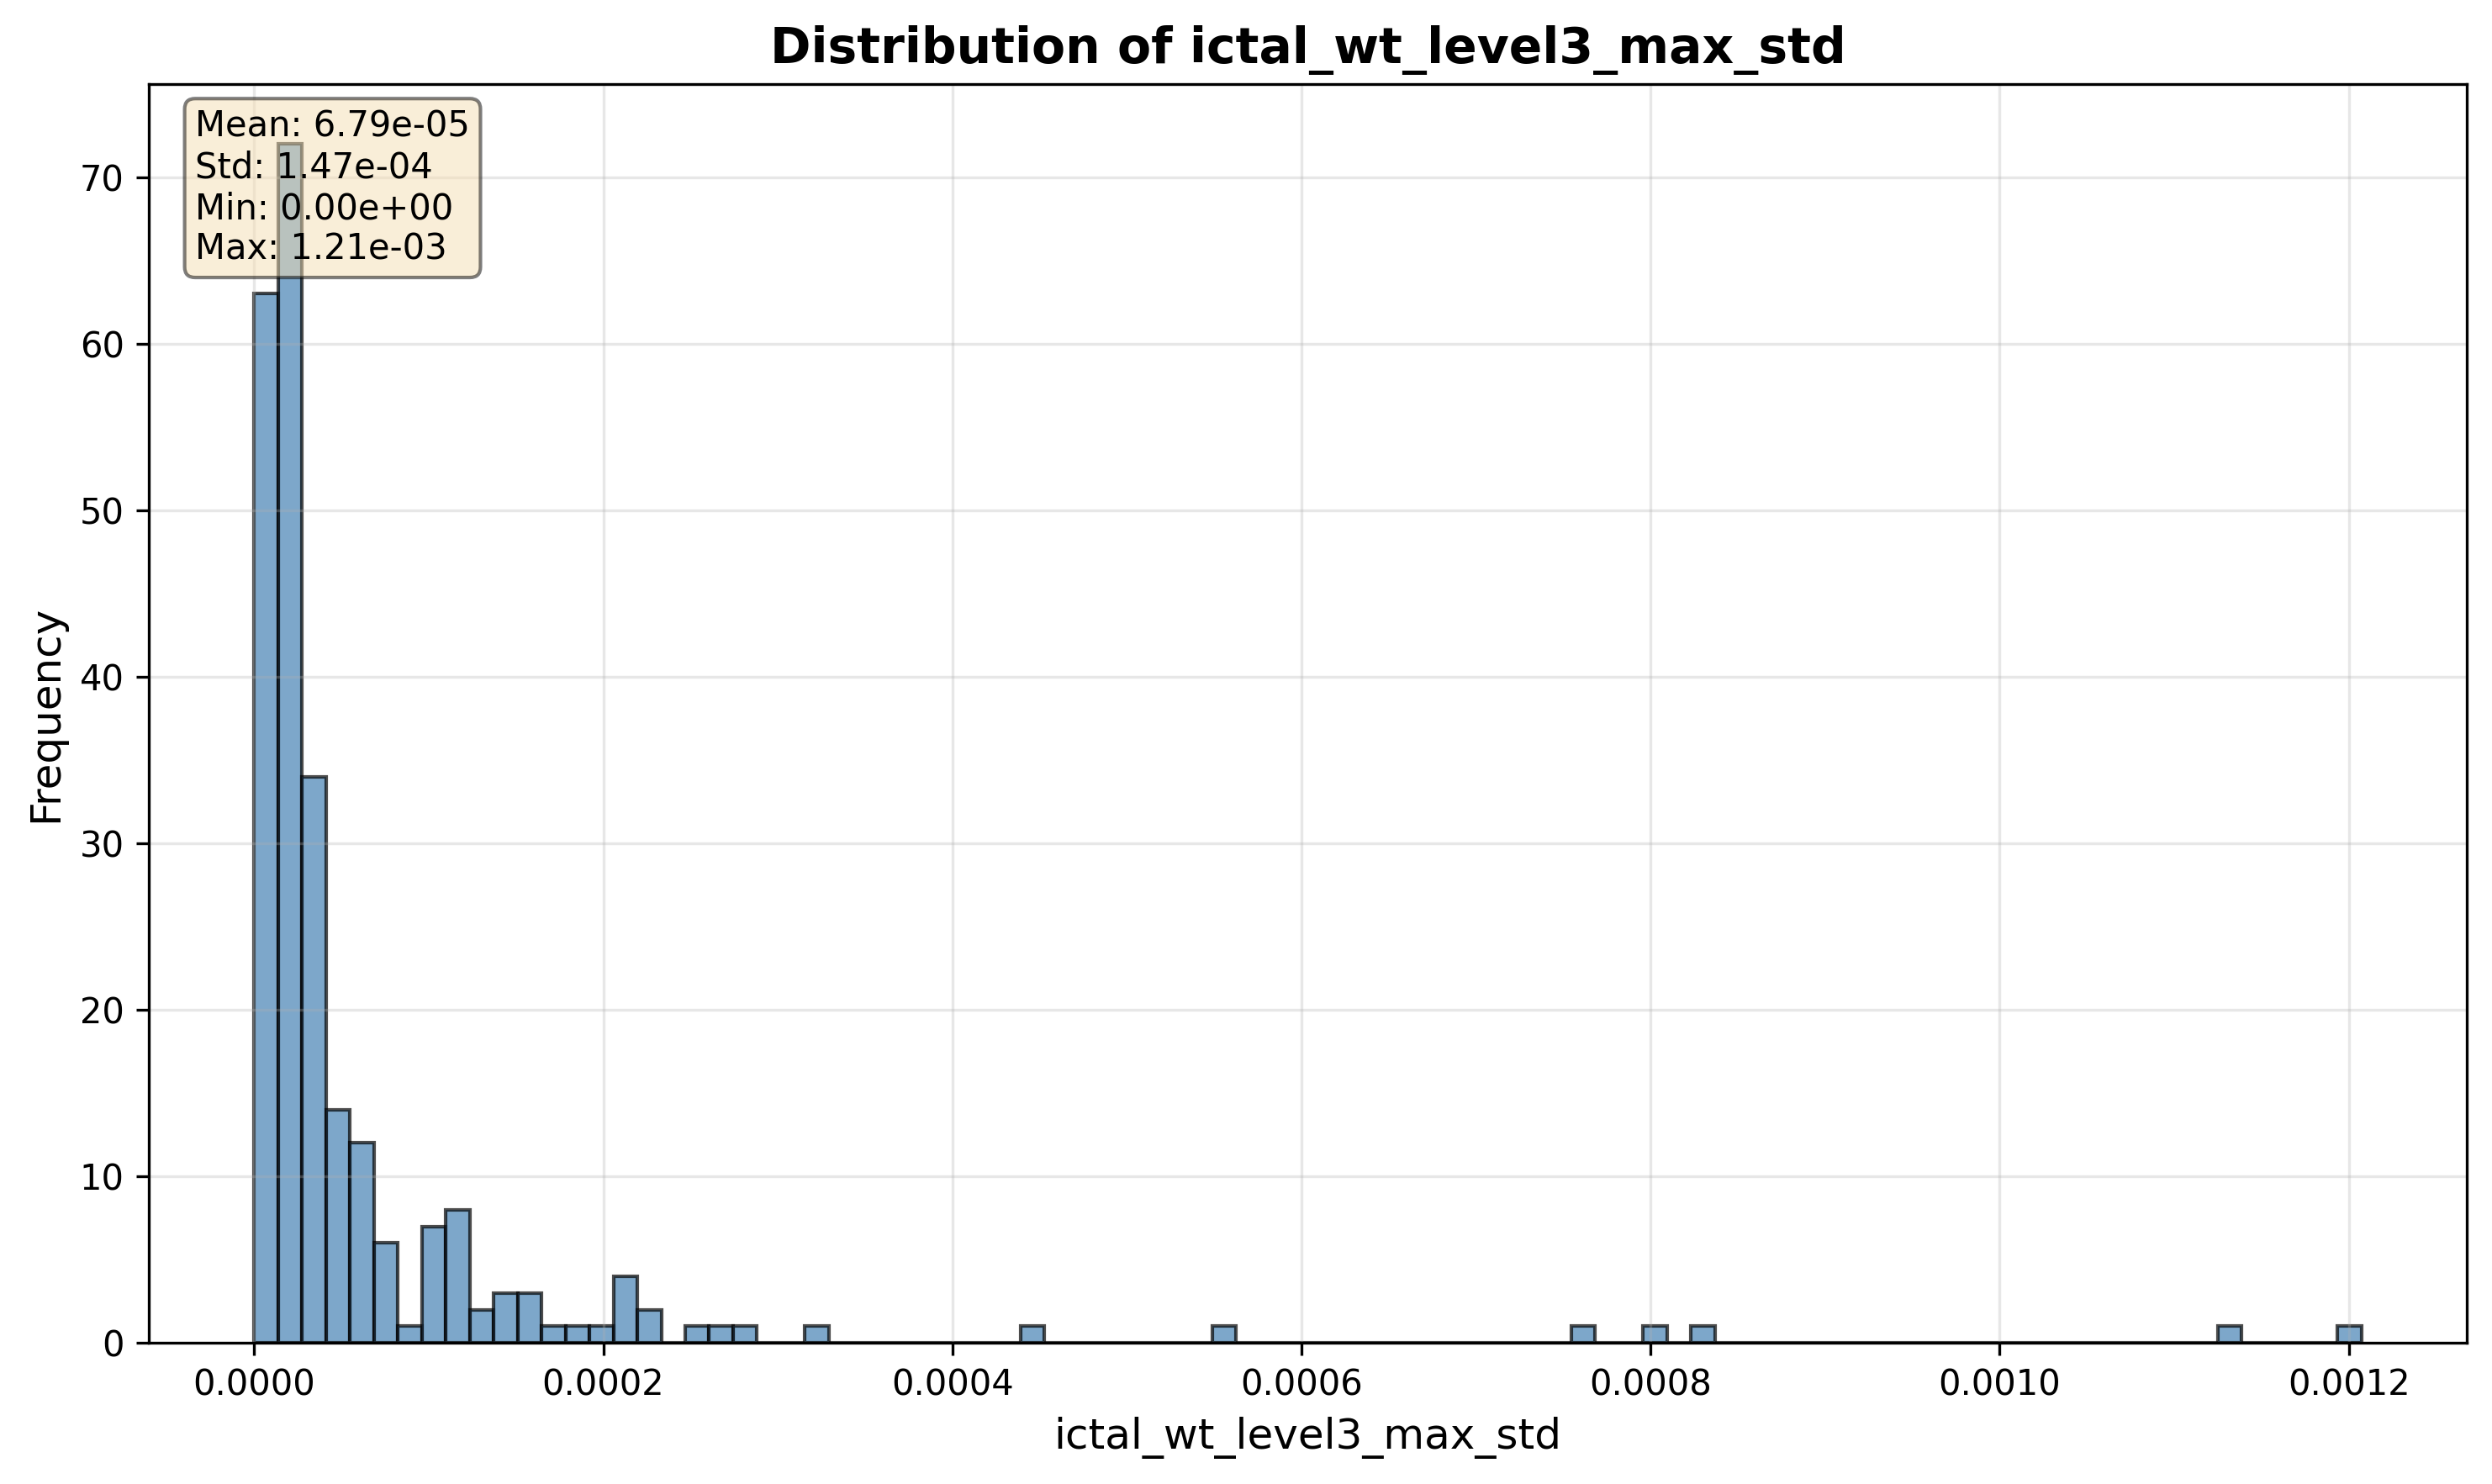 Distribution of ictal_wt_level3_max_std
Mean: 6.79e-05
Std: 1.47e-04
Min: 0.00e+00
Max: 1.21e-03
70
60
50
40
30
20
10
0
Frequency
0.0000 0.0002 0.0004 0.0006 0.0008 0.0010 0.0012
ictal_wt_level3_max_std